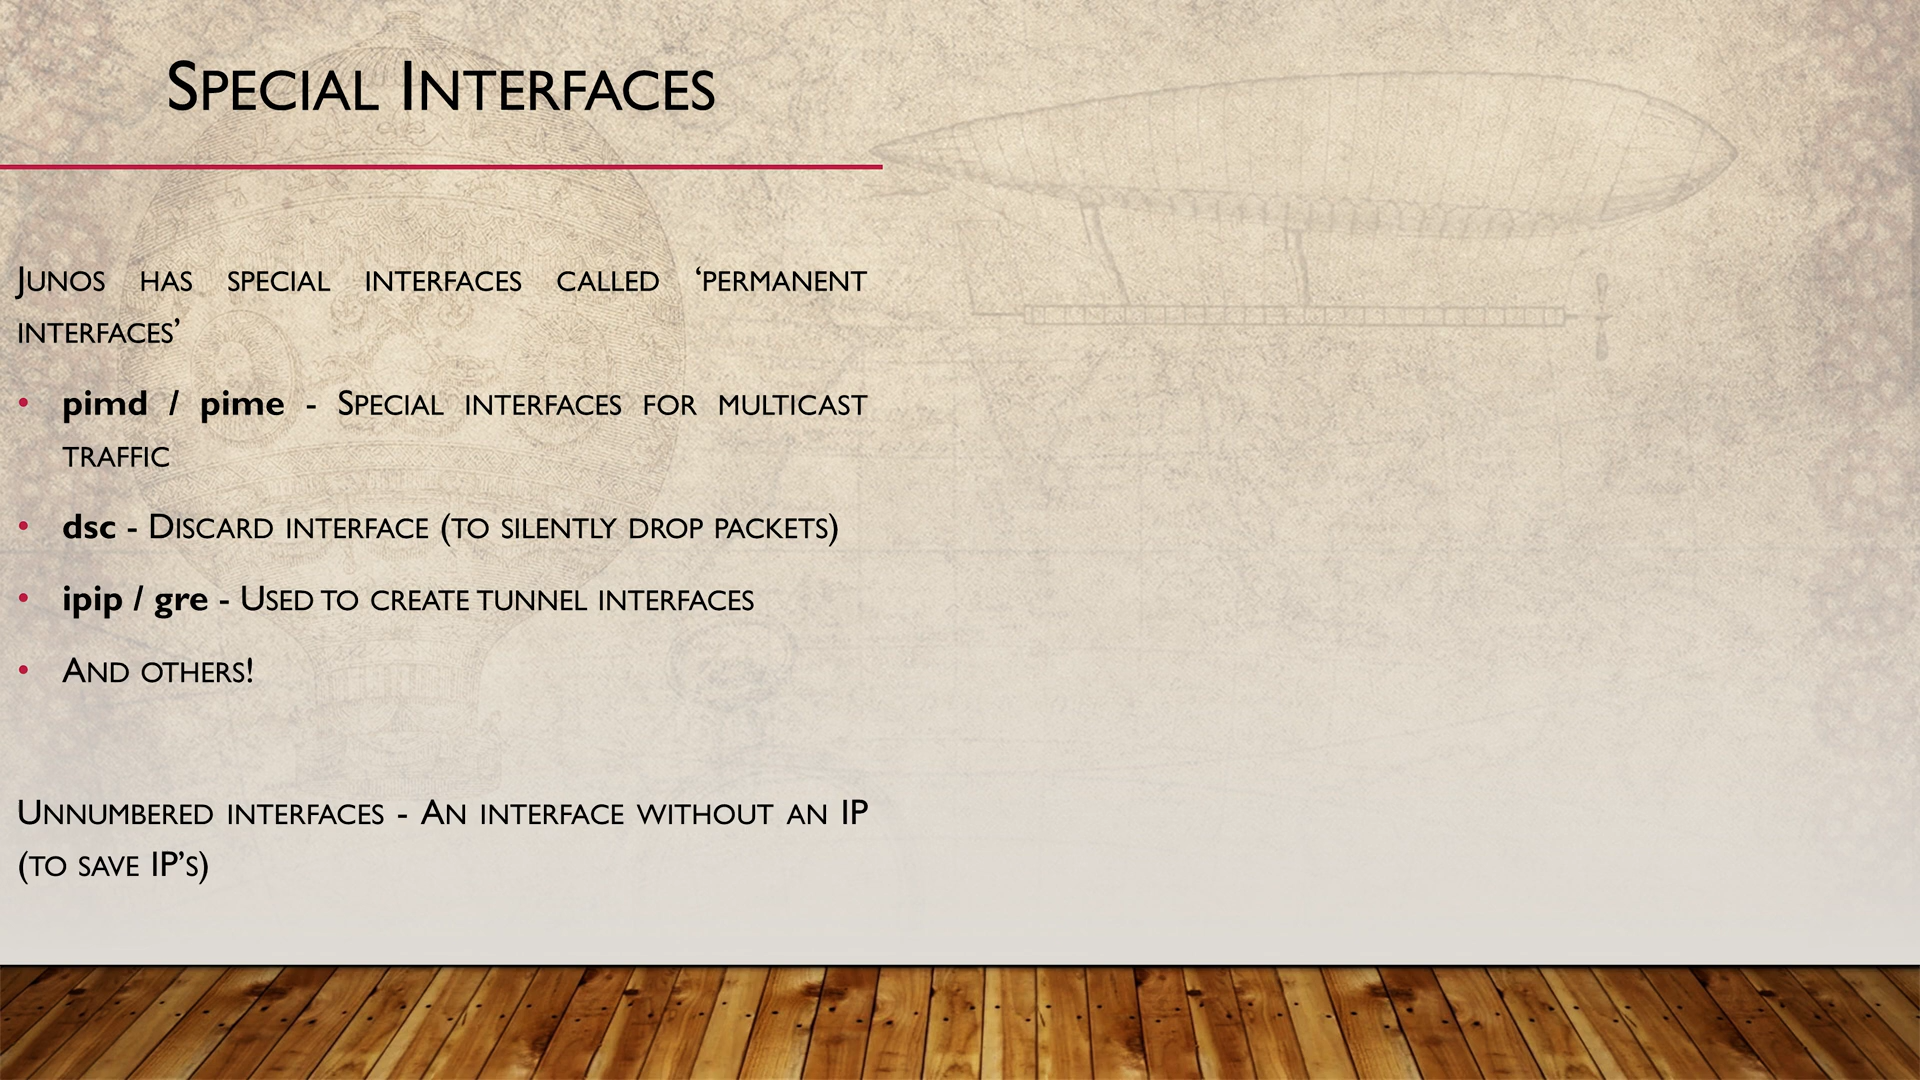 Special Interfaces
Junos has special interfaces called ‘permanent
interfaces’
• pimd / pime - Special interfaces for multicast
traffic
• dsc - Discard interface (to silently drop packets)
• ipip / gre - Used to create tunnel interfaces
• And others!
Unnumbered interfaces - An interface without an IP
(to save IP’s)